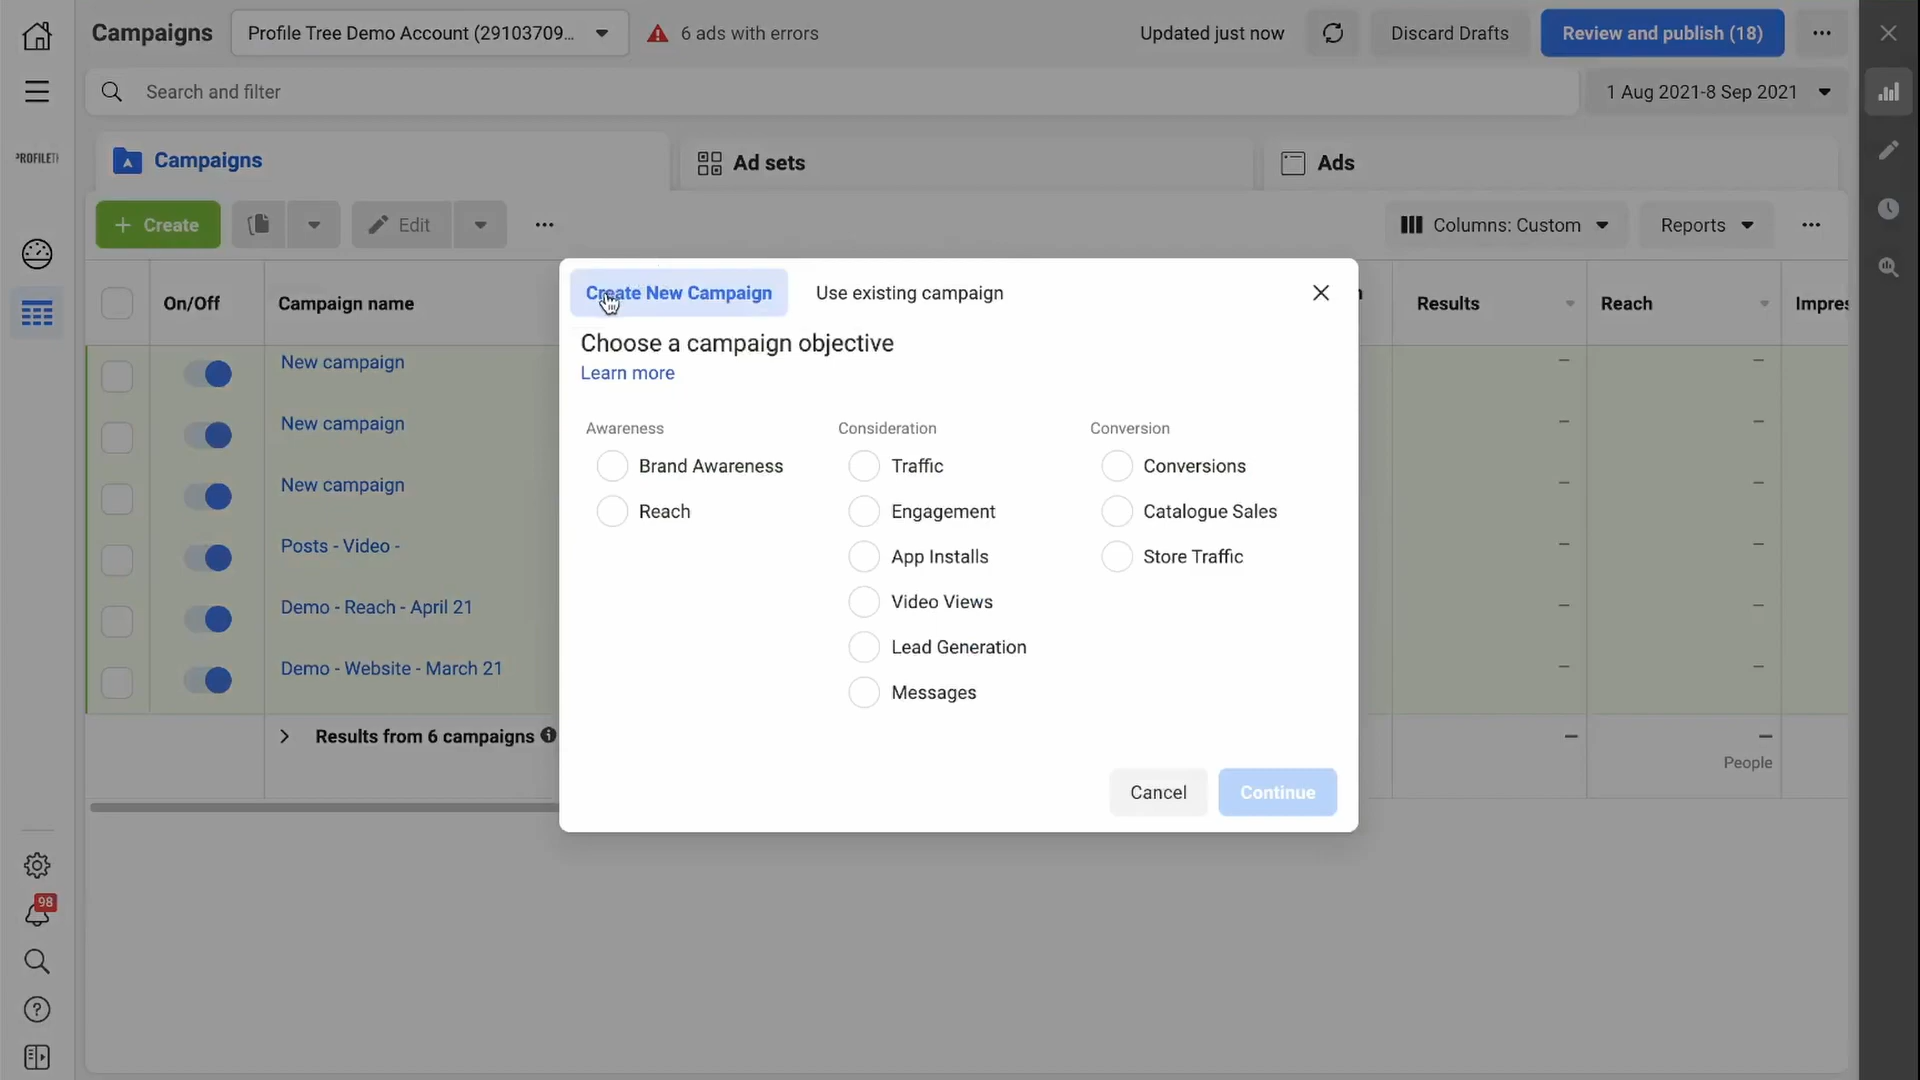 Campaigns
Profile Tree Demo Account (29103709...
6 ads with errors
Updated just now
Discard Drafts
Review and publish (18)
Search and filter
1 Aug 2021-8 Sep 2021
Campaigns
Ad sets
Ads
+ Create
Edit
Columns: Custom
Reports
On/Off
Campaign name
Results
Reach
New campaign
New campaign
New campaign
Posts - Video -
Demo - Reach - April 21
Demo - Website - March 21
Results from 6 campaigns
People
98
Create New Campaign
Use existing campaign
Choose a campaign objective
Learn more
Awareness
Brand Awareness
Reach
Consideration
Traffic
Engagement
App Installs
Video Views
Lead Generation
Messages
Conversion
Conversions
Catalogue Sales
Store Traffic
Cancel
Continue